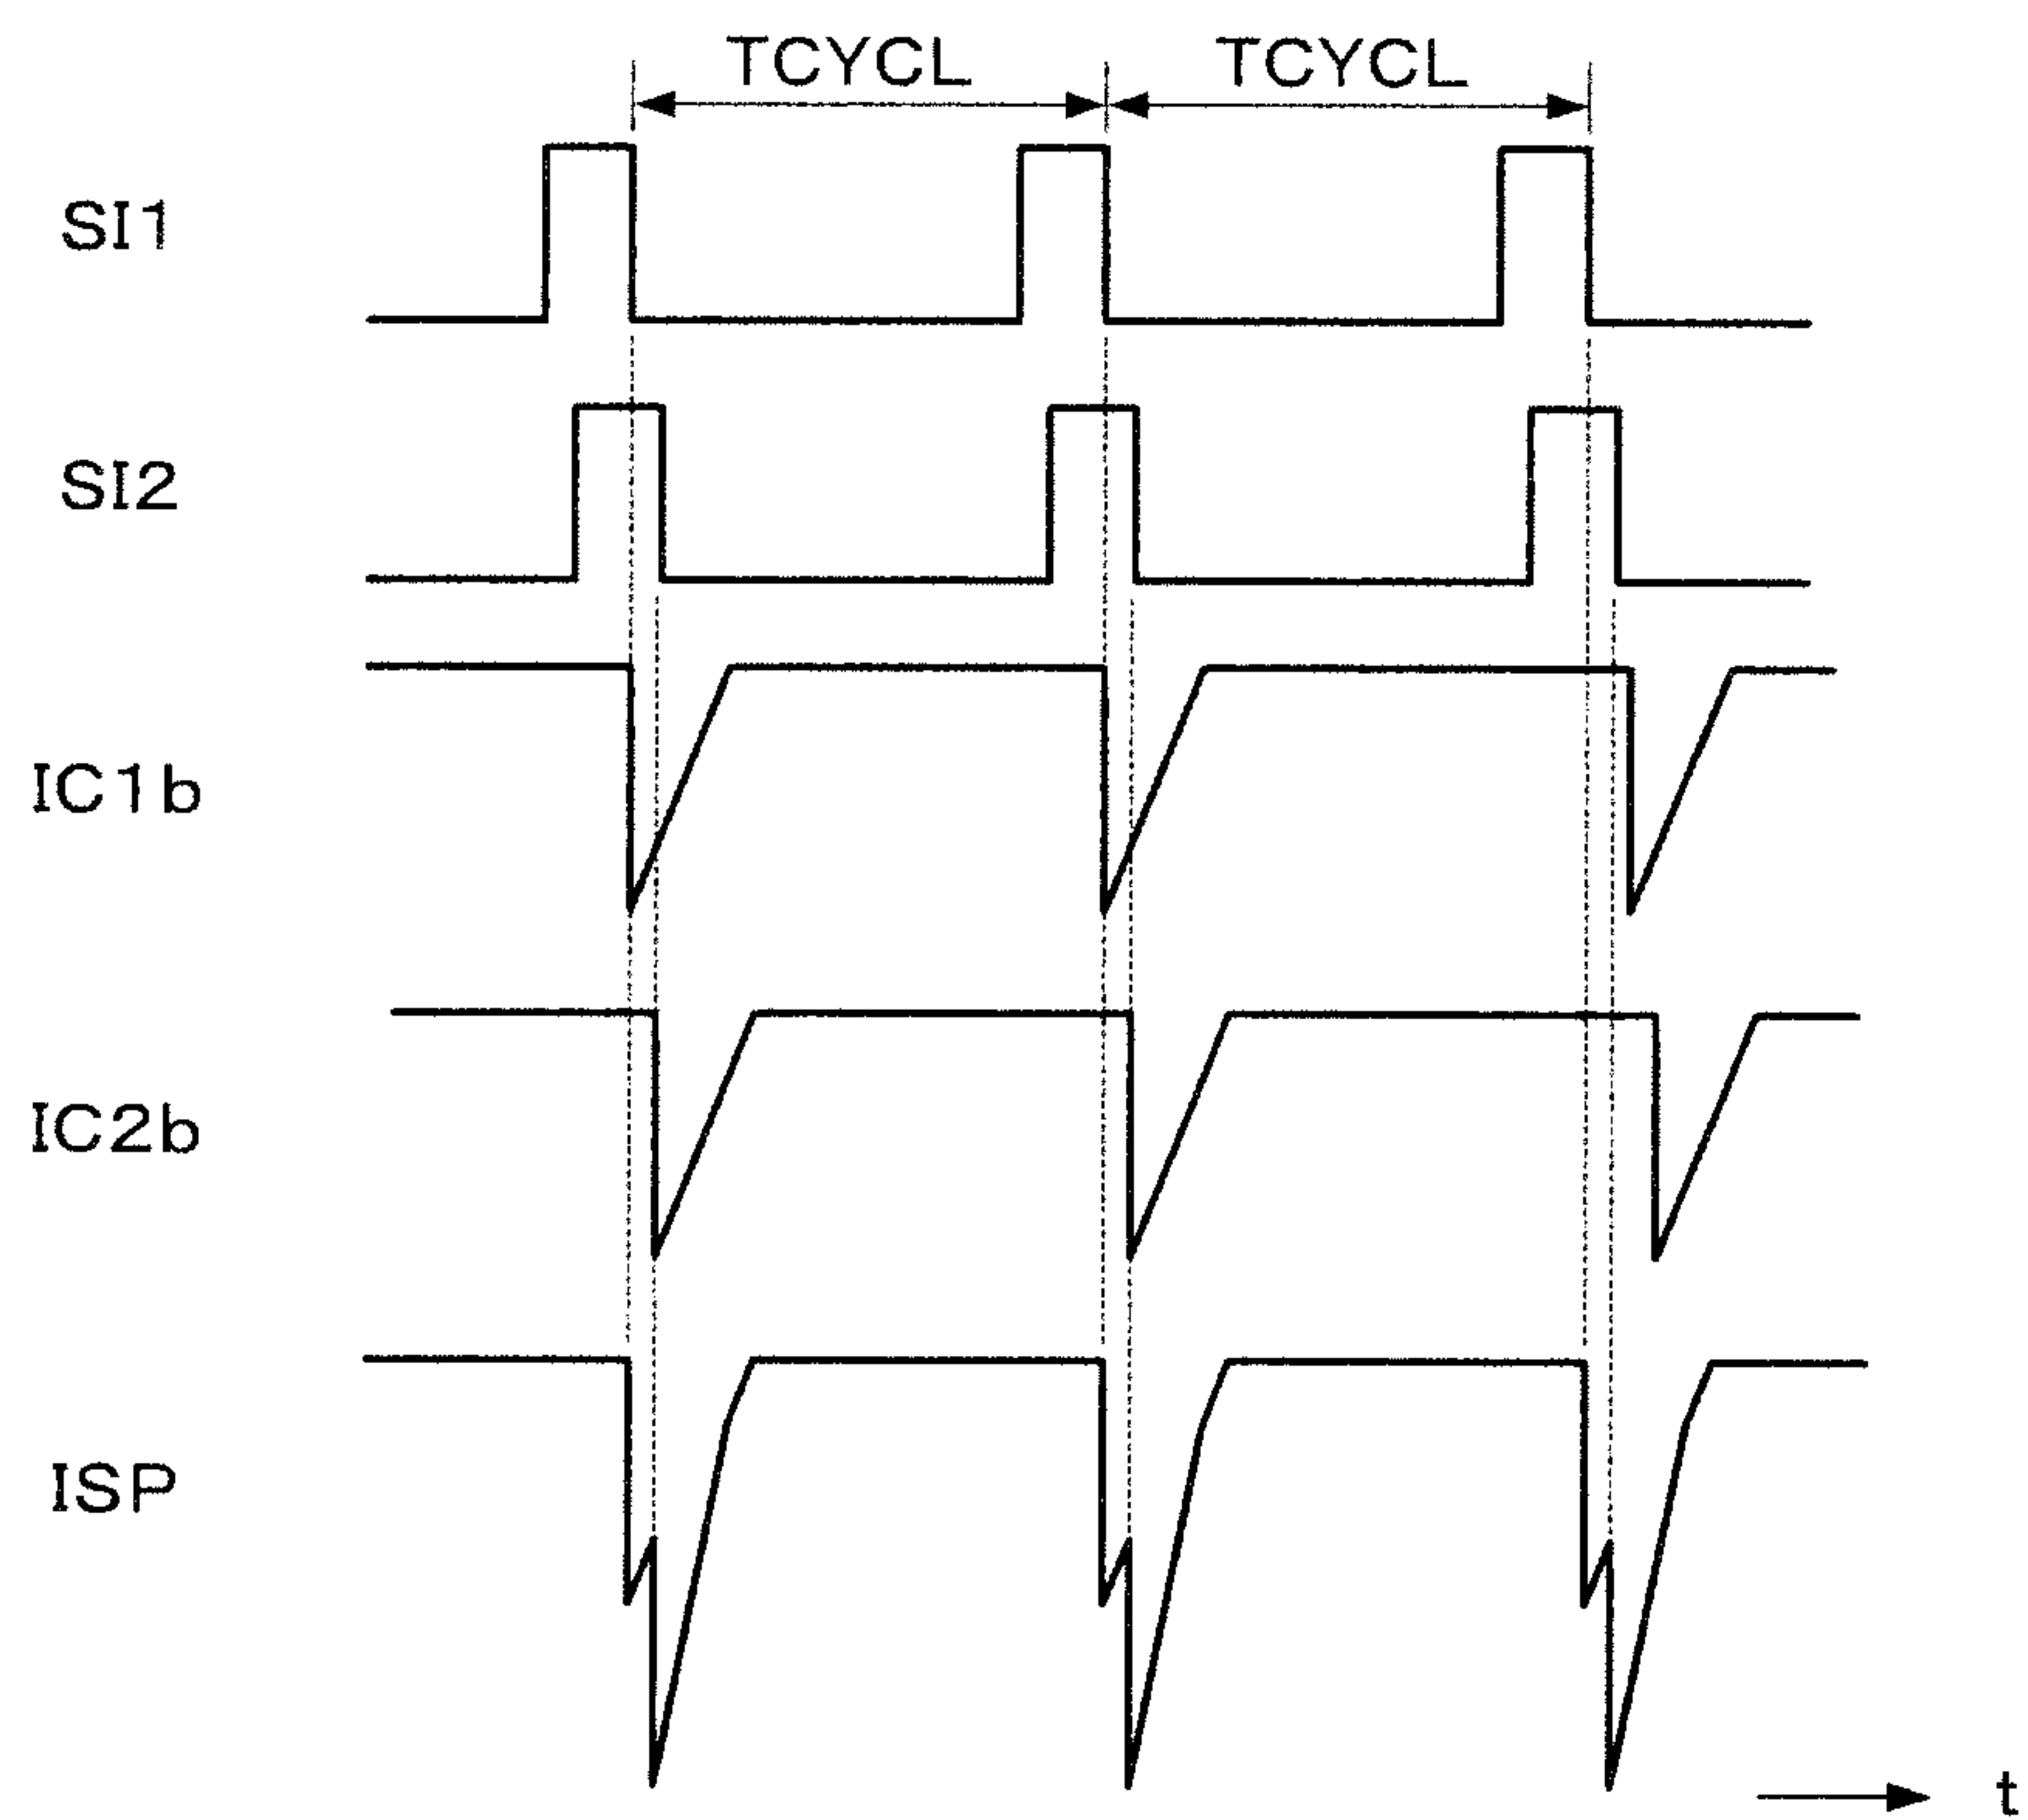 TCYCL TCYCL
SI1
SI2
IC1b
IC2b
ISP
t